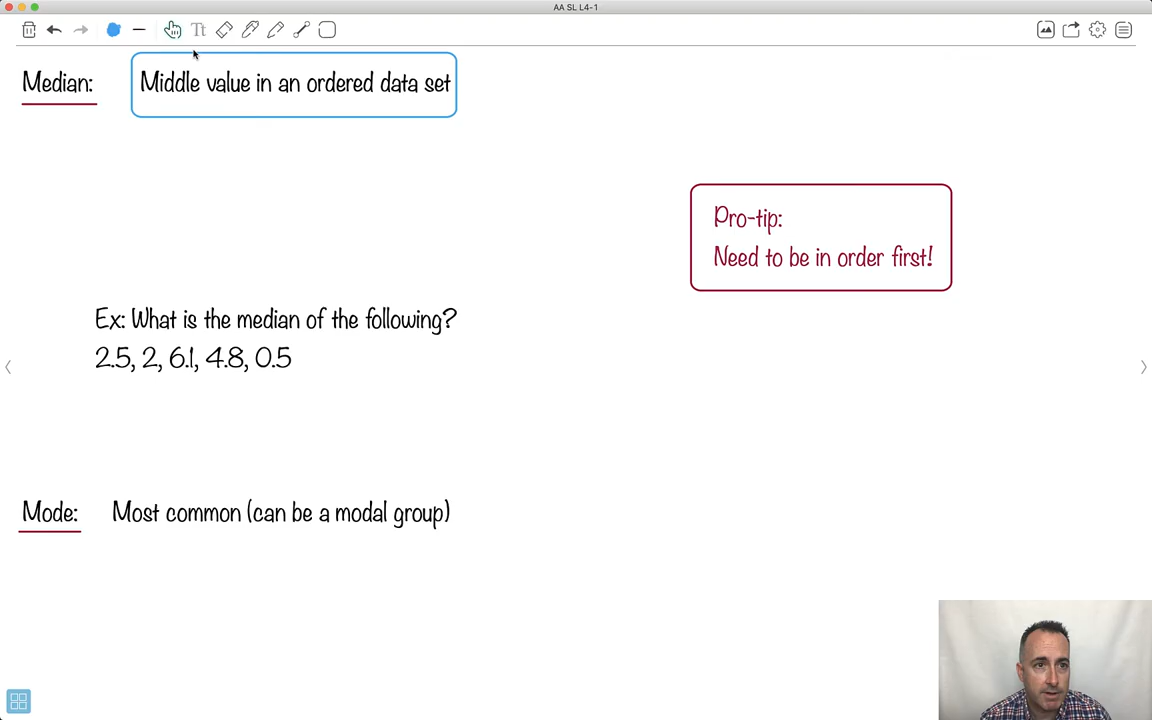 AA SL L4-1
Tt
Median: Middle value in an ordered data set
Pro-tip:
Need to be in order first!
Ex: What is the median of the following?
2.5, 2, 6.1, 4.8, 0.5
Mode: Most common (can be a modal group)